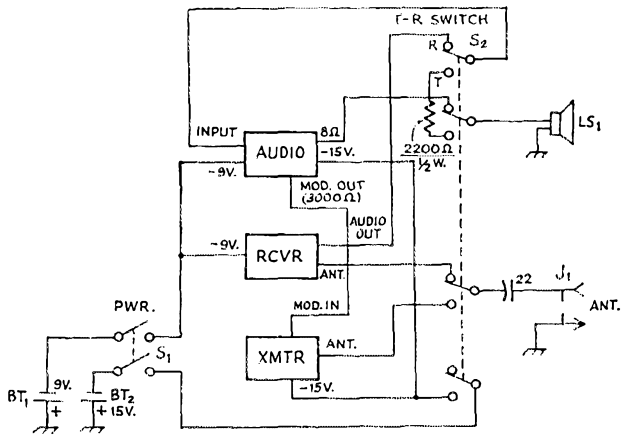 T-R SWITCH
R
S2
T
INPUT
8Ω
-15V.
AUDIO
-9V.
2200Ω
1/2 W.
LS1
MOD. OUT
(3000Ω)
AUDIO
OUT
-9V.
RCVR
ANT.
22
J1
ANT.
MOD. IN
PWR.
S1
XMTR
ANT.
-15V.
BT1
9V.
+
BT2
+
15V.